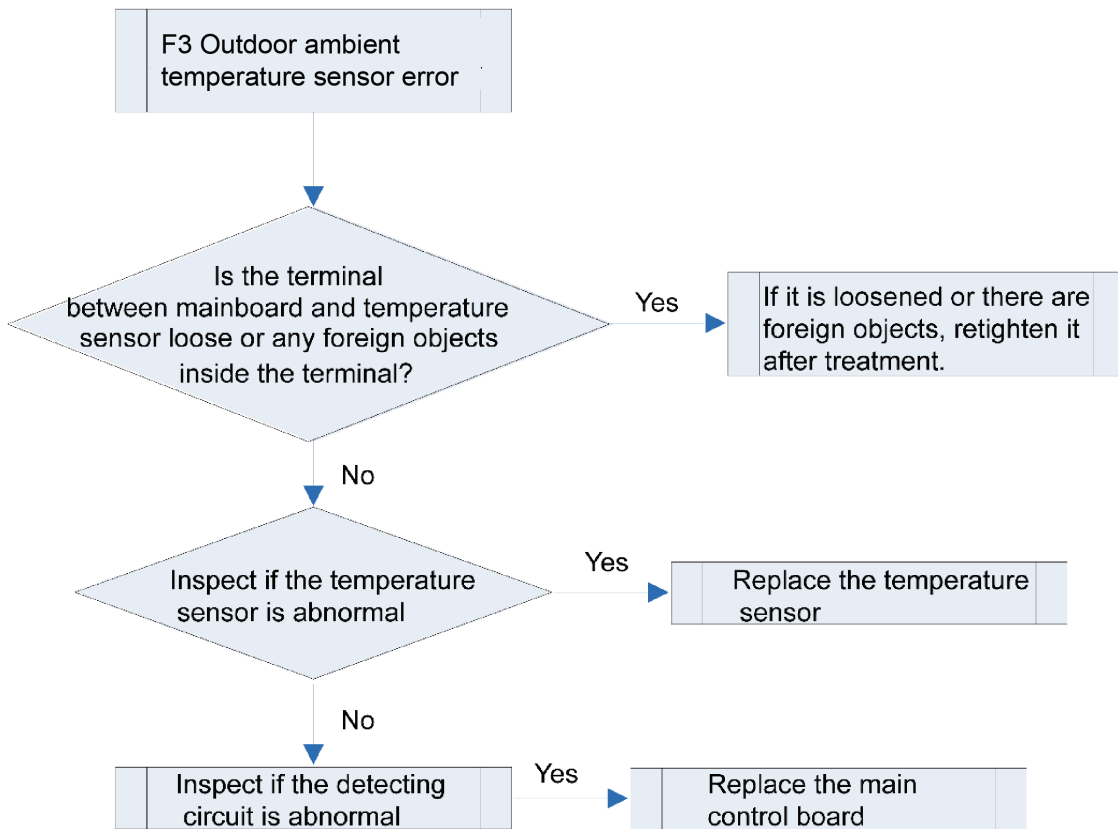 F3 Outdoor ambient
temperature sensor error
Is the terminal
between mainboard and temperature
sensor loose or any foreign objects
inside the terminal?
Yes
If it is loosened or there are
foreign objects, retighten it
after treatment.
No
Inspect if the temperature
sensor is abnormal
Yes
Replace the temperature
sensor
No
Inspect if the detecting
circuit is abnormal
Yes
Replace the main
control board